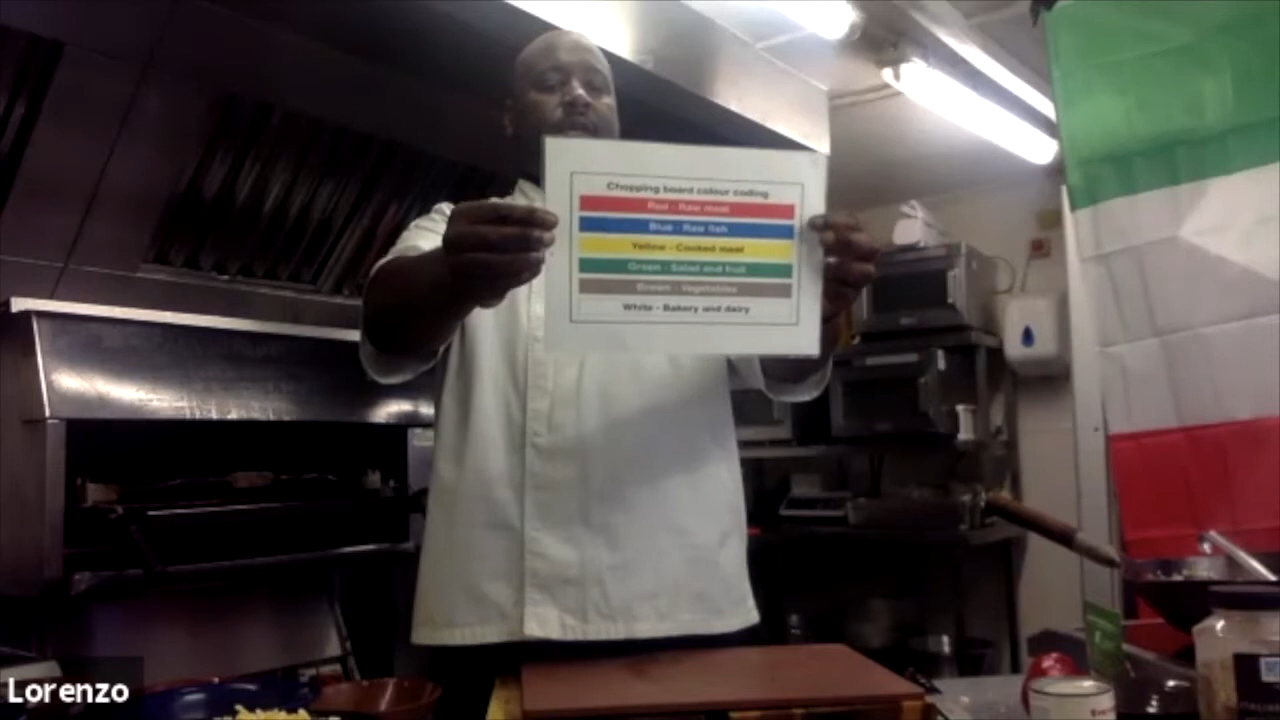 Chopping board colour coding
Red - Raw meat
Blue - Raw fish
Yellow - Cooked meat
Green - Salad and fruit
Brown - Vegetables
White - Bakery and dairy
Lorenzo